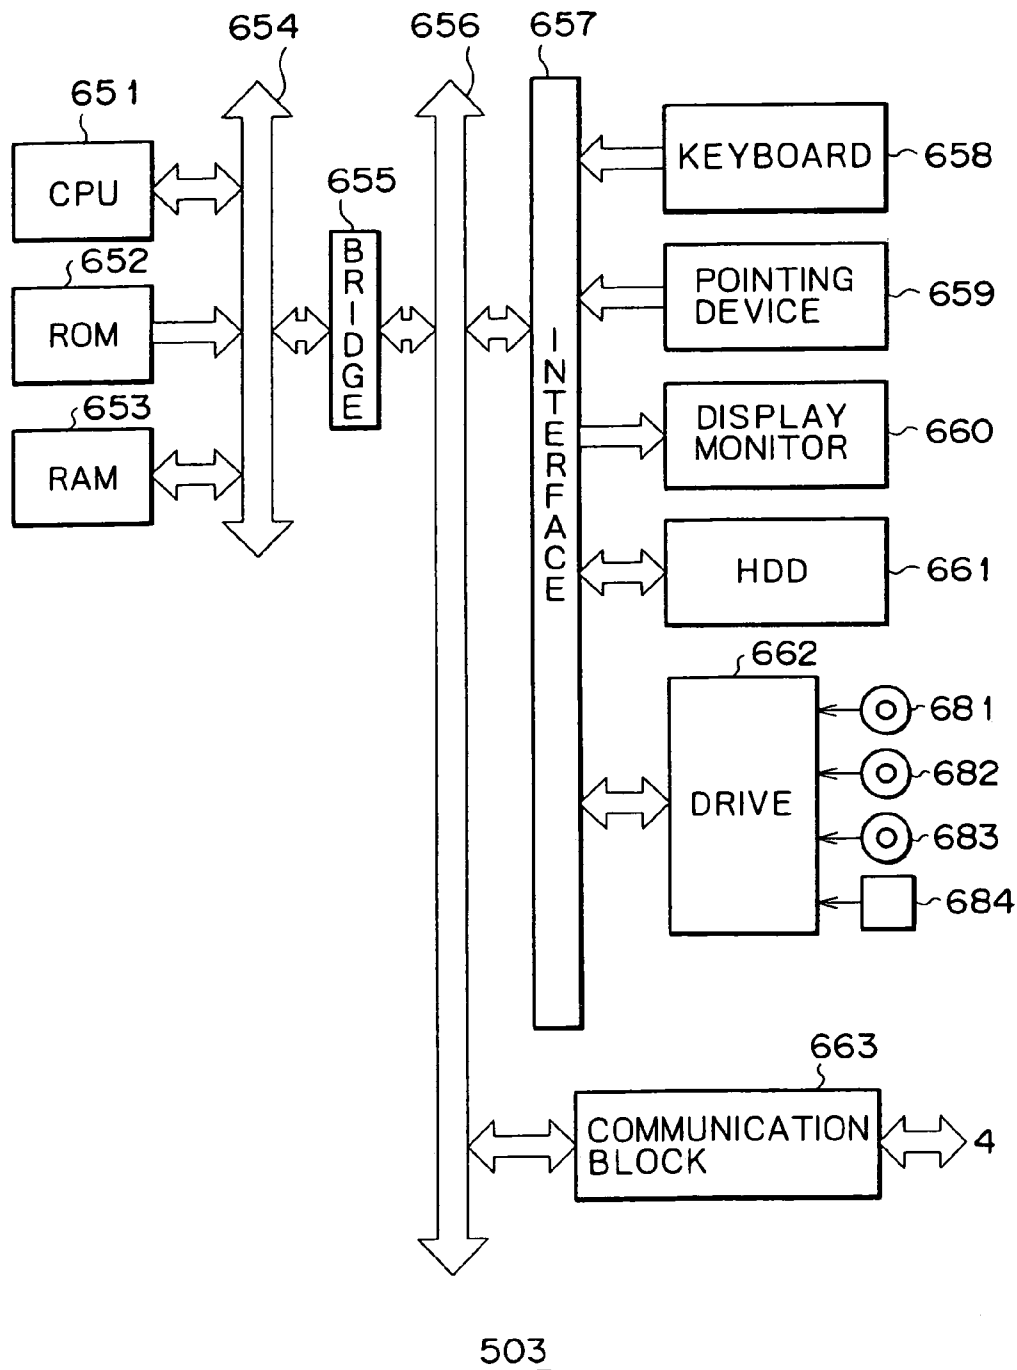 654
656
657
651
CPU
652
ROM
653
RAM
655
BRIDGE
INTERFACE
KEYBOARD
658
POINTING
DEVICE
659
DISPLAY
MONITOR
660
HDD
661
662
DRIVE
681
682
683
684
663
COMMUNICATION
BLOCK
4
503